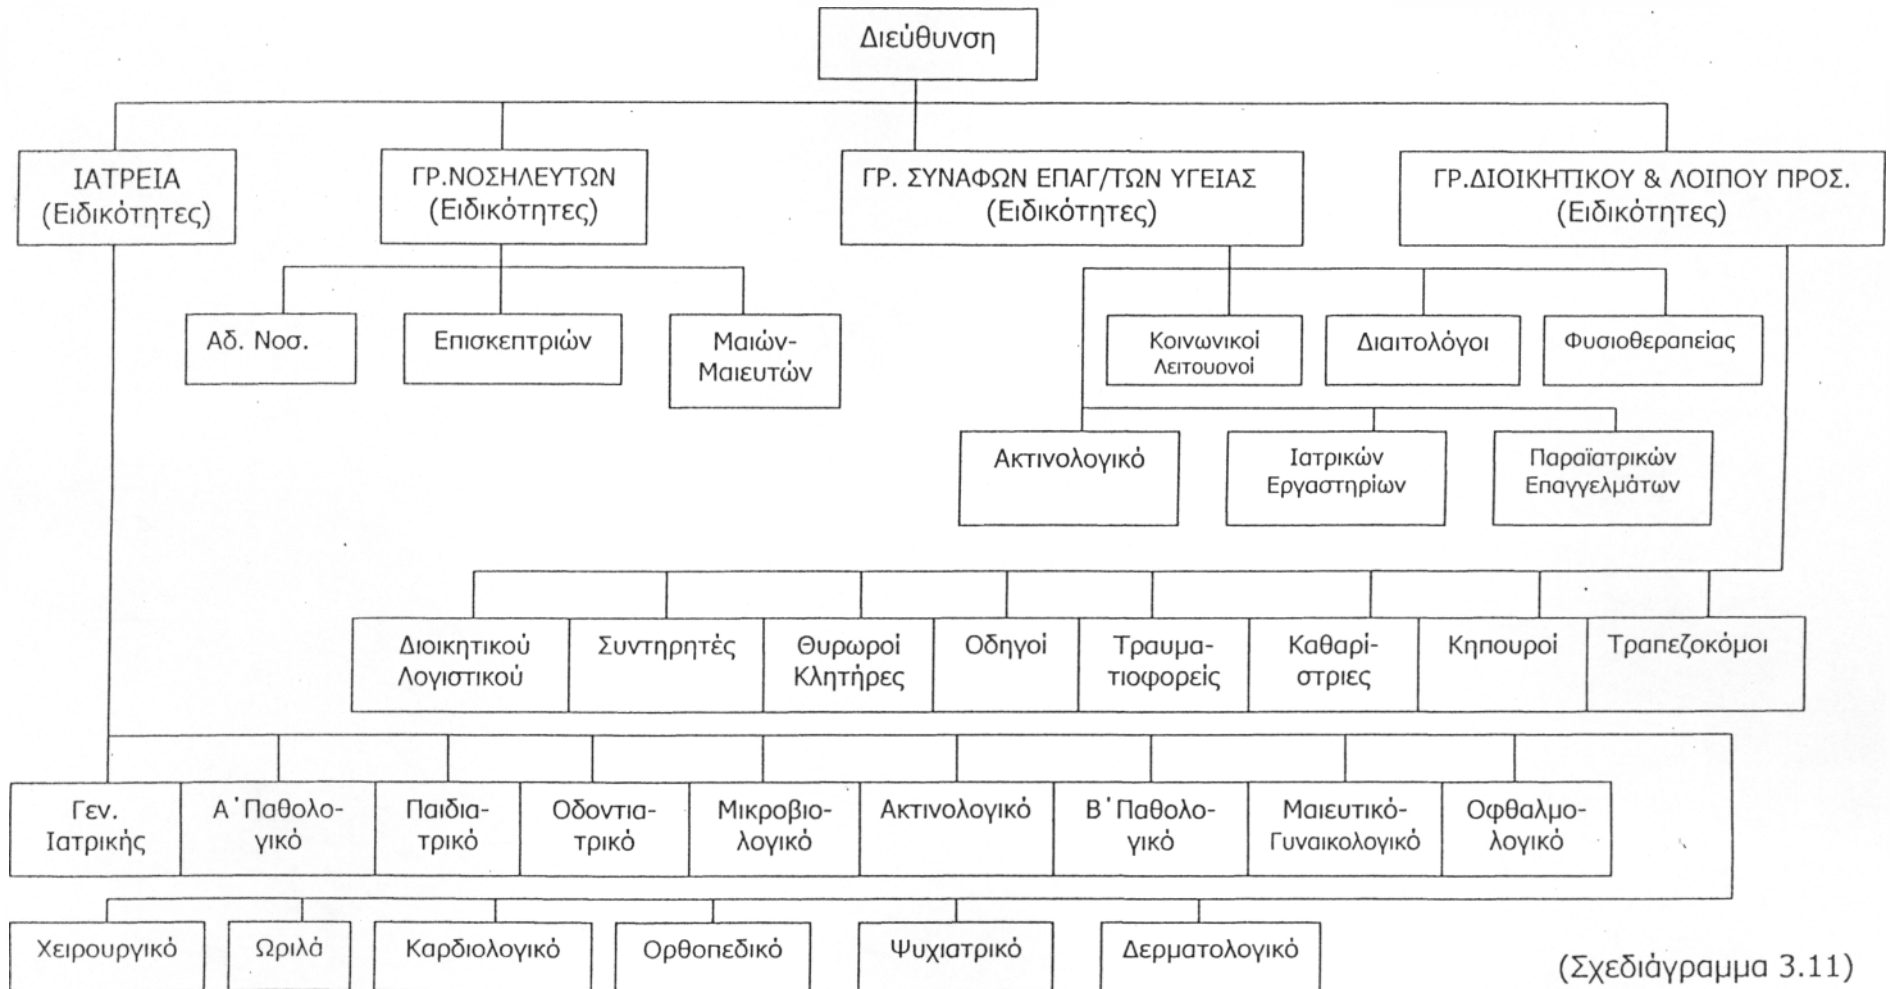 Διεύθυνση
ΙΑΤΡΕΙΑ
(Ειδικότητες)
ΓΡ.ΝΟΣΗΛΕΥΤΩΝ
(Ειδικότητες)
ΓΡ. ΣΥΝΑΦΩΝ ΕΠΑΓ/ΤΩΝ ΥΓΕΙΑΣ
(Ειδικότητες)
ΓΡ.ΔΙΟΙΚΗΤΙΚΟΥ & ΛΟΙΠΟΥ ΠΡΟΣ.
(Ειδικότητες)
Αδ. Νοσ.
Επισκεπτριών
Μαιών-
Μαιευτών
Κοινωνικοί
Λειτουργοί
Διαιτολόγοι
Φυσιοθεραπείας
Ακτινολογικό
Ιατρικών
Εργαστηρίων
Παραϊατρικών
Επαγγελμάτων
Διοικητικού
Λογιστικού
Συντηρητές
Θυρωροί
Κλητήρες
Οδηγοί
Τραυμα-
τιοφορείς
Καθαρί-
στριες
Κηπουροί
Τραπεζοκόμοι
Γεν.
Ιατρικής
Α΄Παθολο-
γικό
Παιδια-
τρικό
Οδοντια-
τρικό
Μικροβιο-
λογικό
Ακτινολογικό
Β΄Παθολο-
γικό
Μαιευτικό-
Γυναικολογικό
Οφθαλμο-
λογικό
Χειρουργικό
Ωριλά
Καρδιολογικό
Ορθοπεδικό
Ψυχιατρικό
Δερματολογικό
(Σχεδιάγραμμα 3.11)